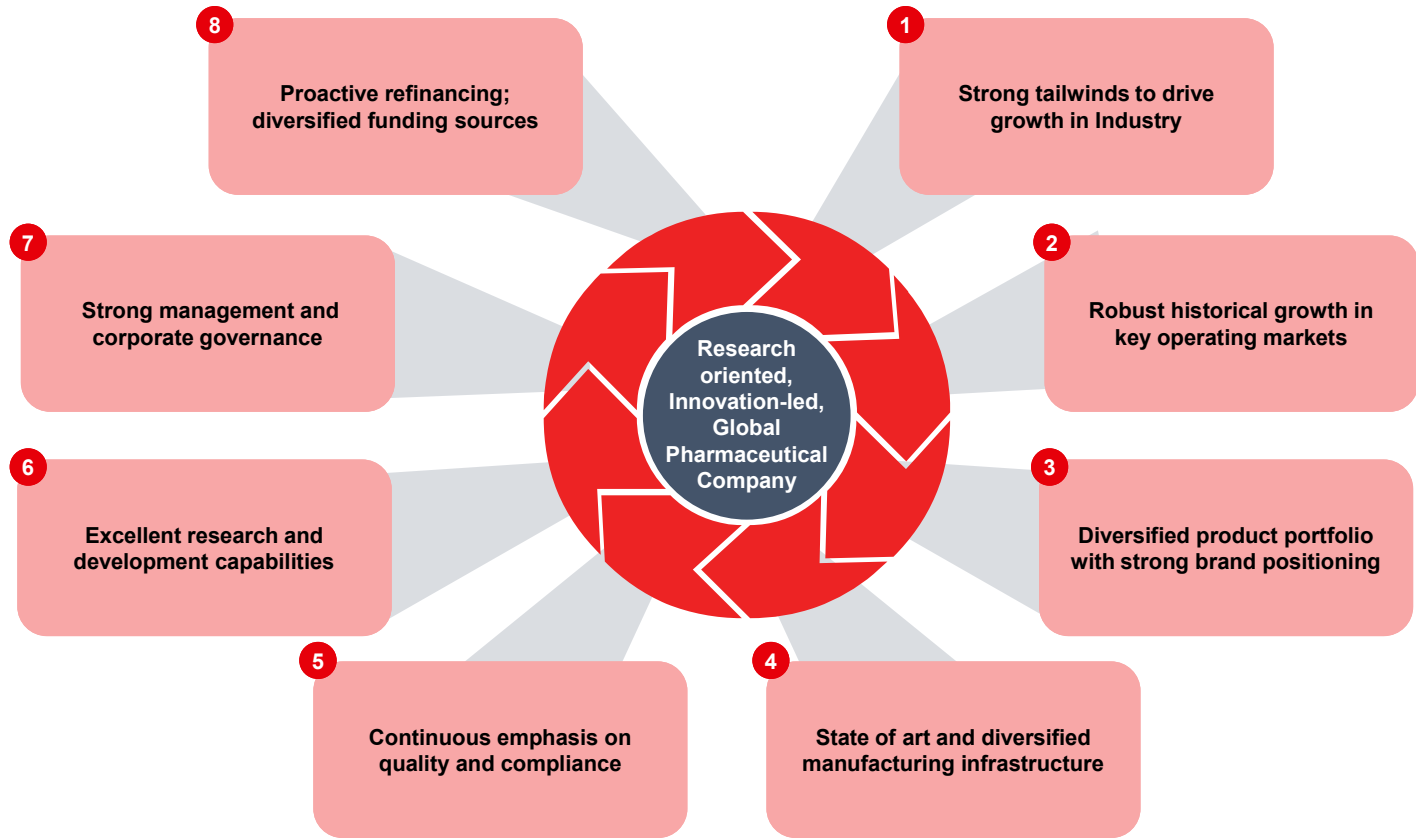 8
Proactive refinancing;
diversified funding sources
1
Strong tailwinds to drive
growth in Industry
7
Strong management and
corporate governance
2
Robust historical growth in
key operating markets
Research
oriented,
Innovation-led,
Global
Pharmaceutical
Company
6
Excellent research and
development capabilities
3
Diversified product portfolio
with strong brand positioning
5
Continuous emphasis on
quality and compliance
4
State of art and diversified
manufacturing infrastructure